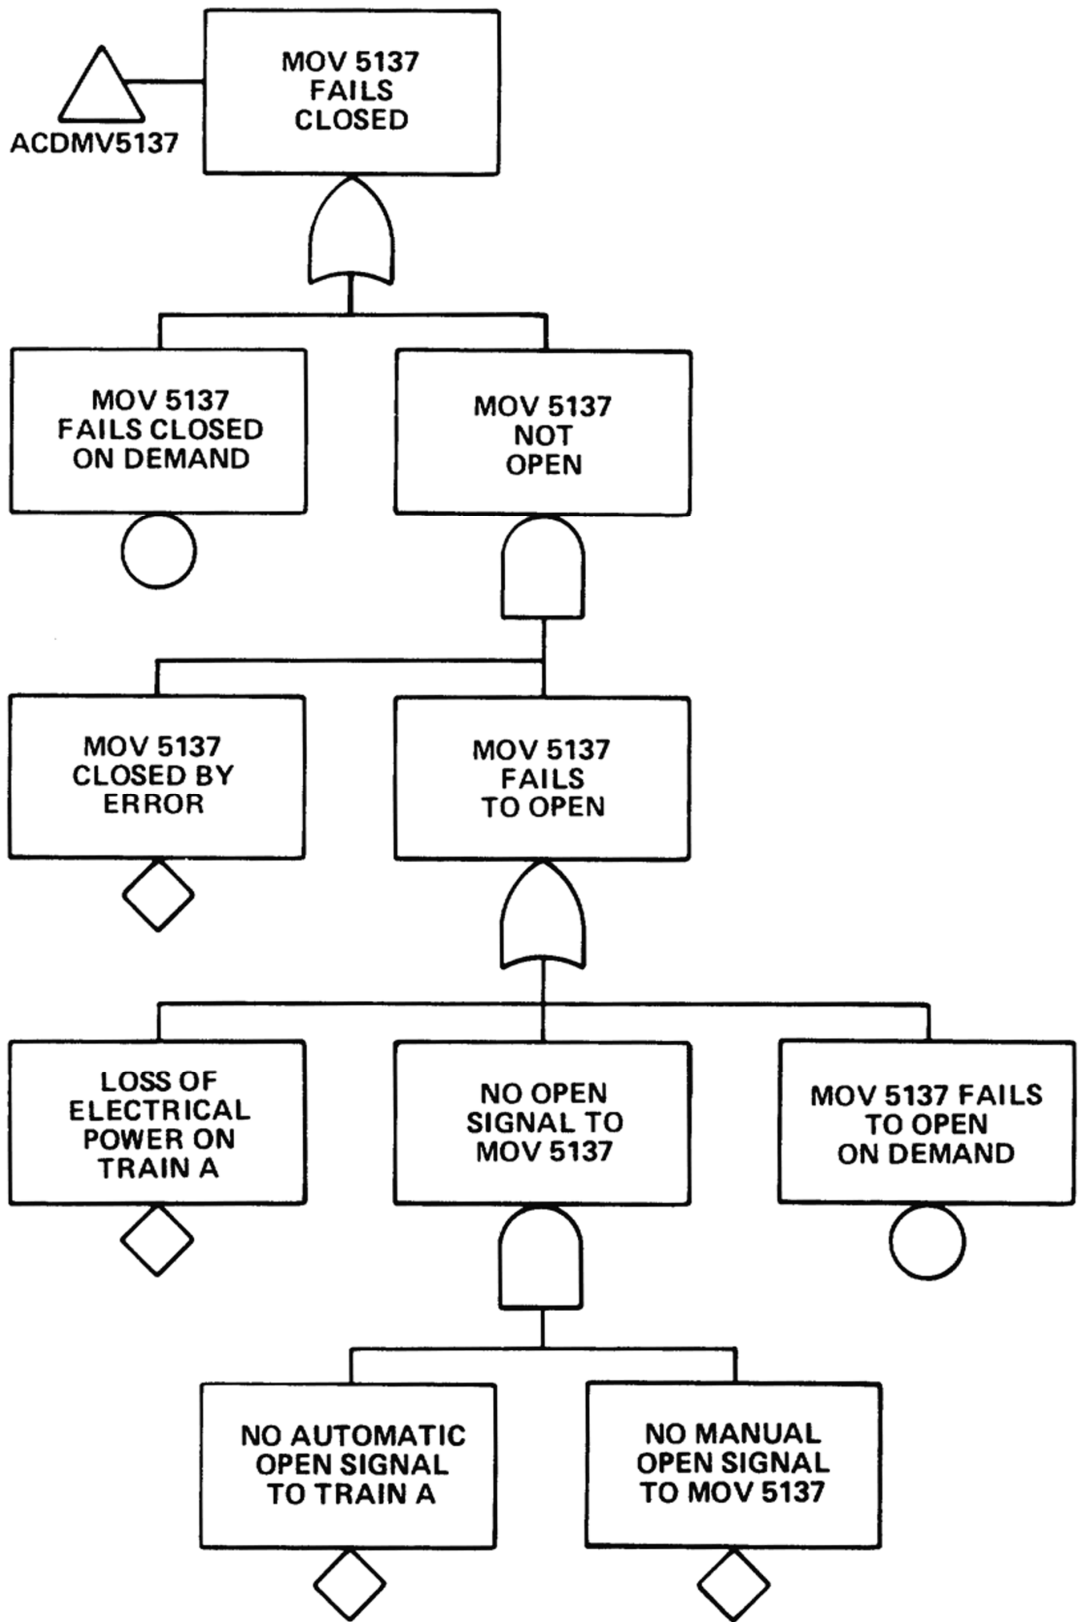 MOV 5137
FAILS
CLOSED
ACDMV5137
MOV 5137
FAILS CLOSED
ON DEMAND
MOV 5137
NOT
OPEN
MOV 5137
CLOSED BY
ERROR
MOV 5137
FAILS
TO OPEN
LOSS OF
ELECTRICAL
POWER ON
TRAIN A
NO OPEN
SIGNAL TO
MOV 5137
MOV 5137 FAILS
TO OPEN
ON DEMAND
NO AUTOMATIC
OPEN SIGNAL
TO TRAIN A
NO MANUAL
OPEN SIGNAL
TO MOV 5137